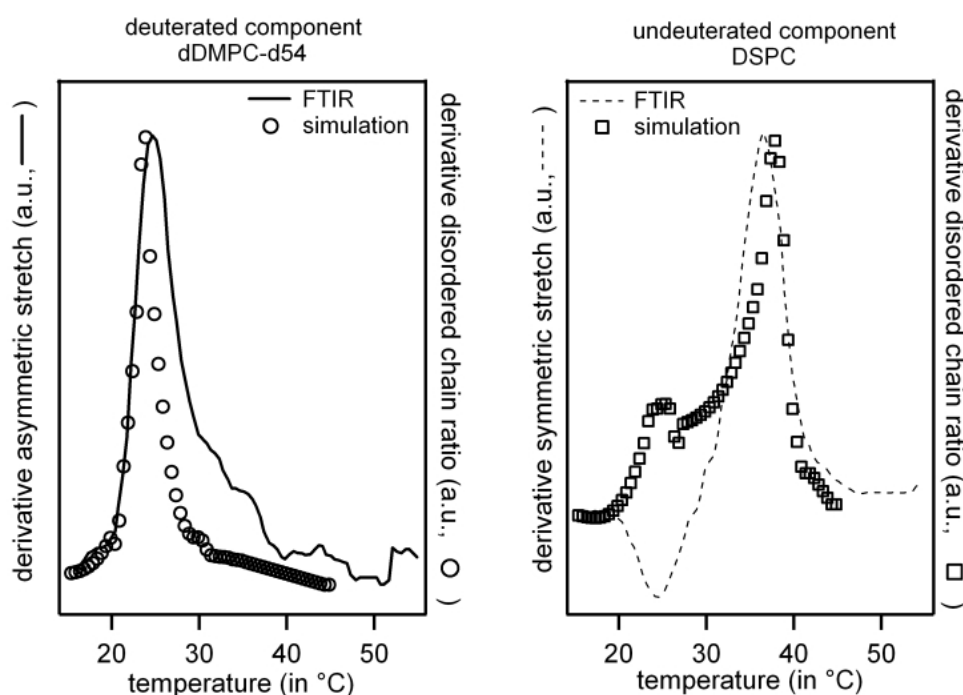 deuterated component
dDMPC-d54
FTIR
simulation
derivative asymmetric stretch (a.u., )
derivative disordered chain ratio (a.u., )
20
30
40
50
temperature (in °C)
undeuterated component
DSPC
FTIR
simulation
derivative symmetric stretch (a.u., )
derivative disordered chain ratio (a.u., )
20
30
40
50
temperature (in °C)